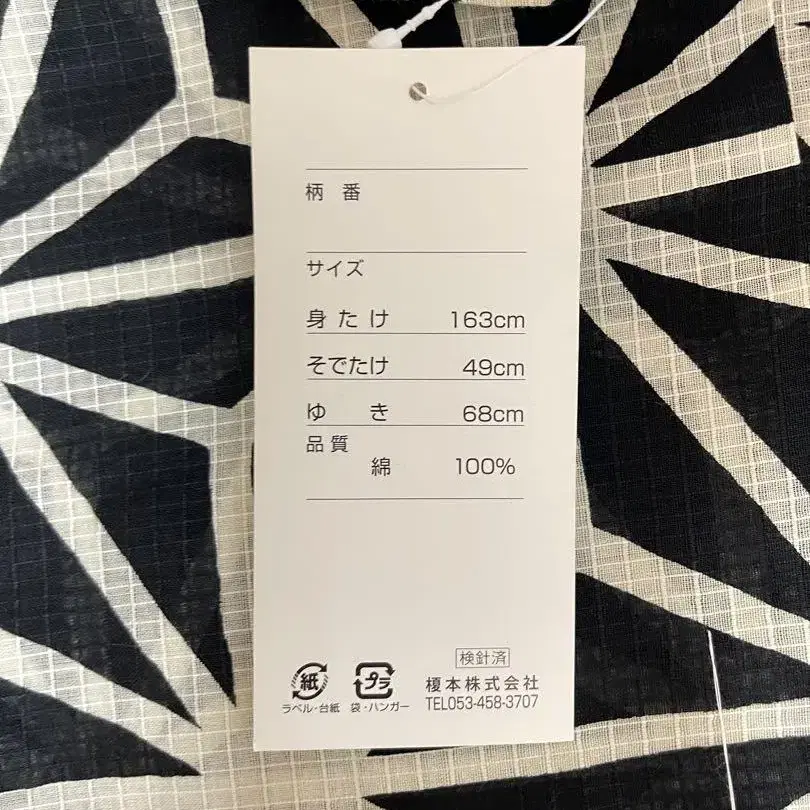 柄番
サイズ
身たけ 163cm
そでたけ 49cm
ゆき 68cm
品質
綿 100%
検針済
紙 プラ 榎本株式会社
ラベル・台紙 袋・ハンガー TEL053-458-3707